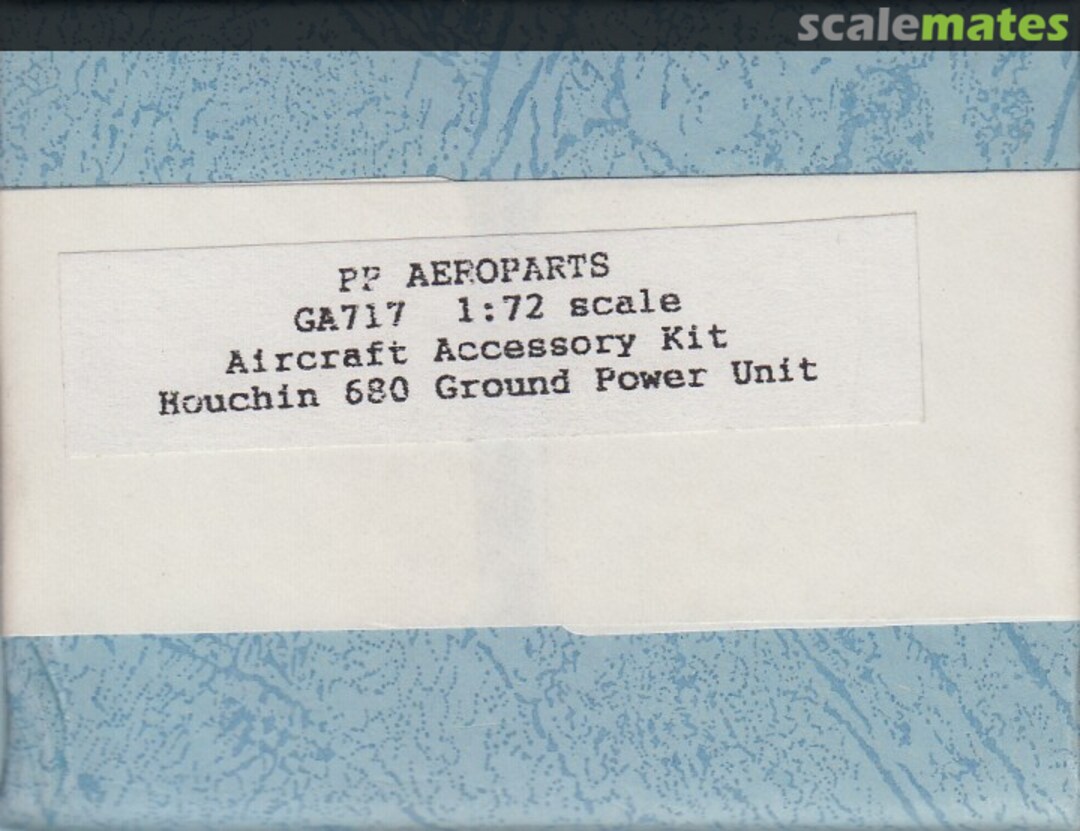 scalemates
PP AEROPARTS
GA717 1:72 scale
Aircraft Accessory Kit
Houchin 680 Ground Power Unit